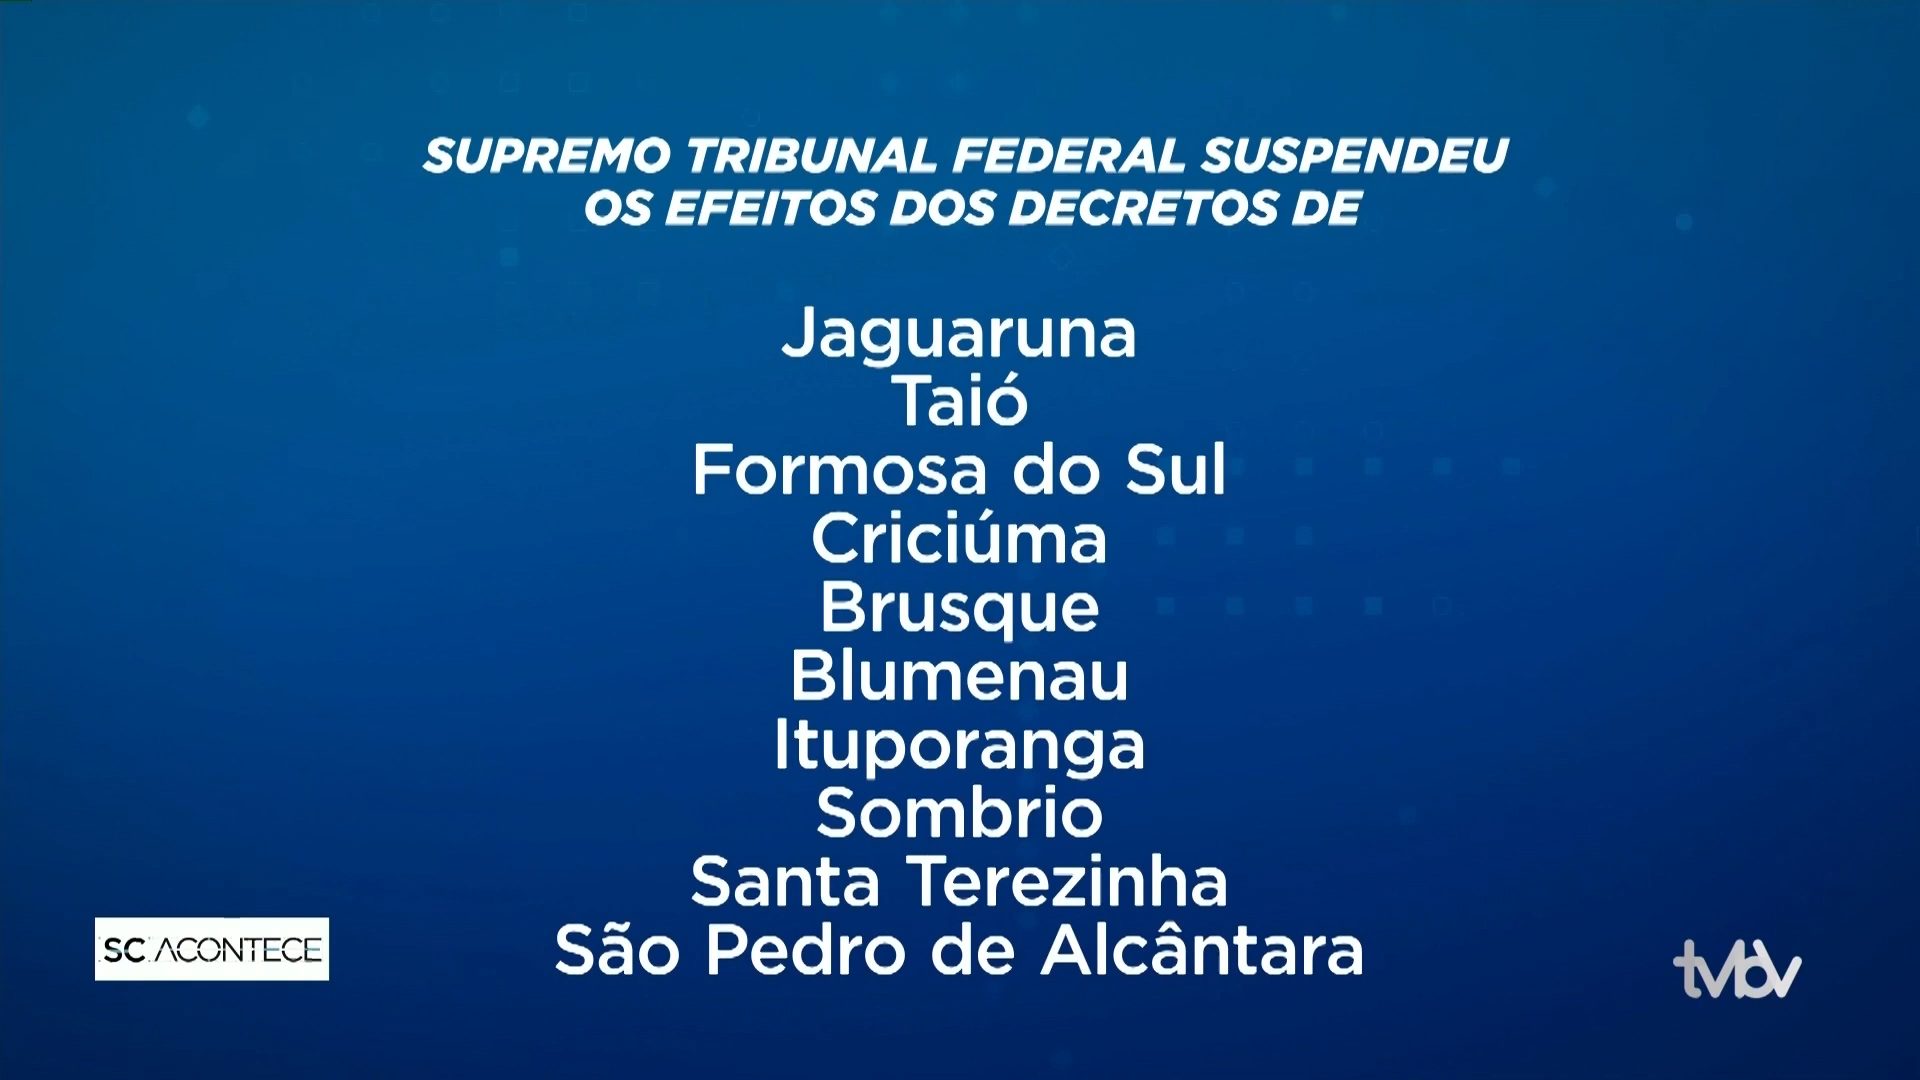 SUPREMO TRIBUNAL FEDERAL SUSPENDEU
OS EFEITOS DOS DECRETOS DE
Jaguaruna
Taió
Formosa do Sul
Criciúma
Brusque
Blumenau
Ituporanga
Sombrio
Santa Terezinha
São Pedro de Alcântara
SC ACONTECE
tvbv